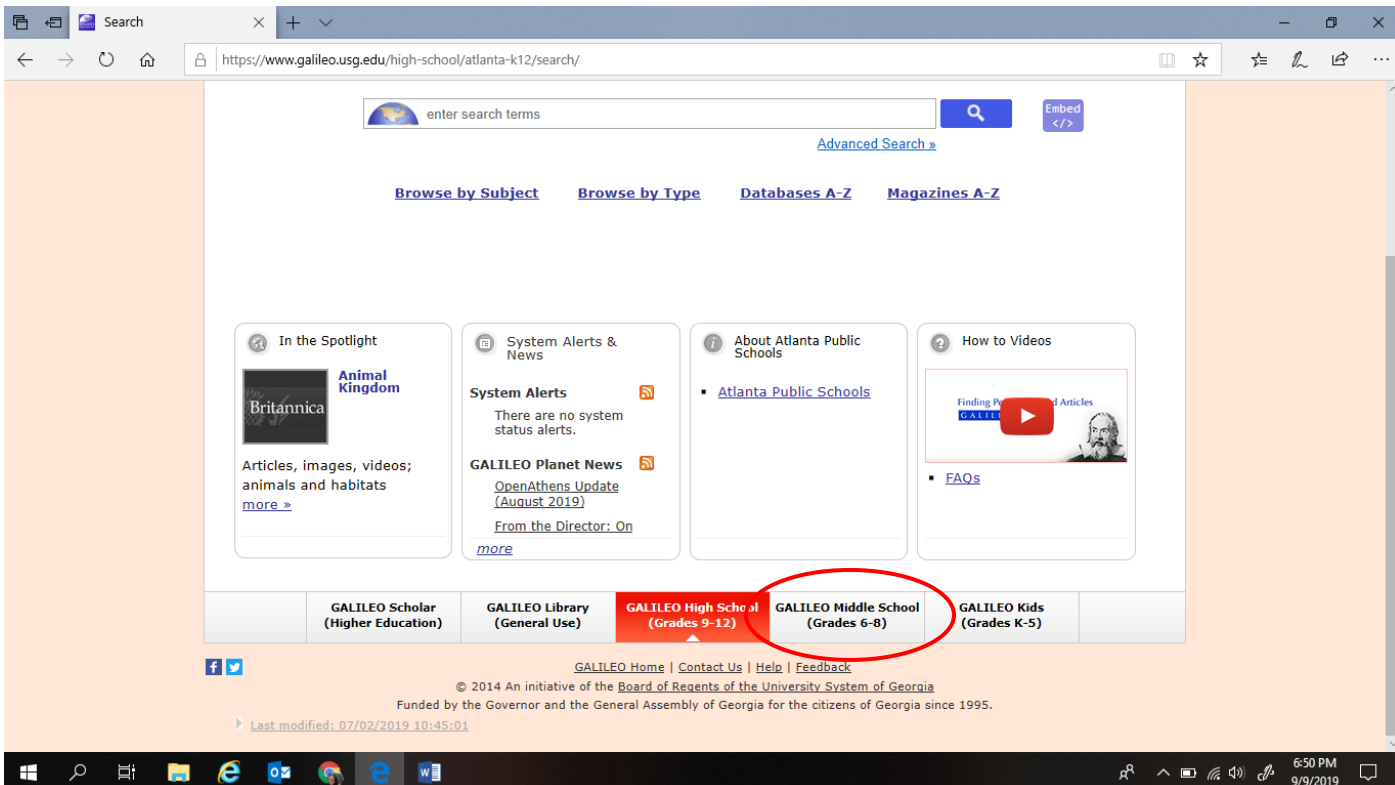 Search
https://www.galileo.usg.edu/high-school/atlanta-k12/search/
enter search terms
Embed
</>
Advanced Search »
Browse by Subject Browse by Type Databases A-Z Magazines A-Z
In the Spotlight
Britannica
Animal
Kingdom
Articles, images, videos;
animals and habitats
more »
System Alerts &
News
System Alerts
There are no system
status alerts.
GALILEO Planet News
OpenAthens Update
(August 2019)
From the Director: On
more
About Atlanta Public
Schools
Atlanta Public Schools
How to Videos
Finding Articles
FAQs
GALILEO Scholar
(Higher Education)
GALILEO Library
(General Use)
GALILEO High School
(Grades 9-12)
GALILEO Middle School
(Grades 6-8)
GALILEO Kids
(Grades K-5)
GALILEO Home | Contact Us | Help | Feedback
© 2014 An initiative of the Board of Regents of the University System of Georgia
Funded by the Governor and the General Assembly of Georgia for the citizens of Georgia since 1995.
Last modified: 07/02/2019 10:45:01
6:50 PM
9/9/2019